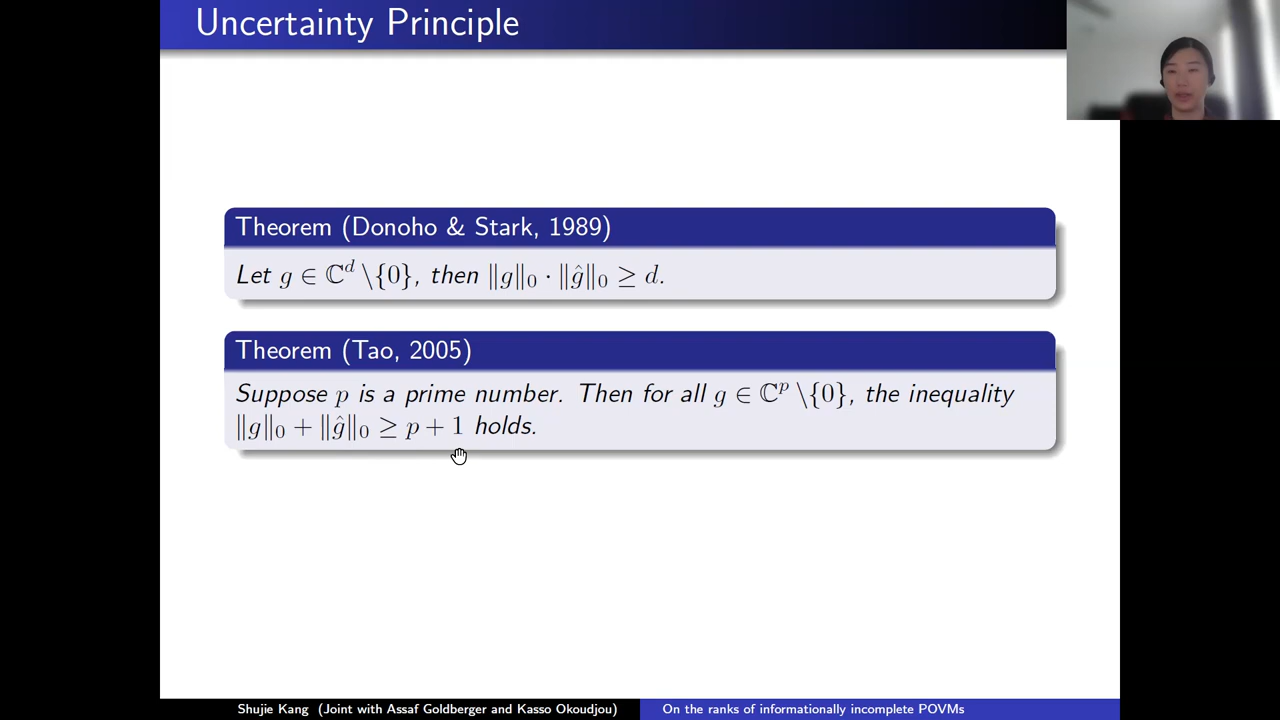 Uncertainty Principle
Theorem (Donoho & Stark, 1989)
Let g ∈ ℂ^d \{0}, then ‖g‖₀ · ‖ĝ‖₀ ≥ d.
Theorem (Tao, 2005)
Suppose p is a prime number. Then for all g ∈ ℂ^p \{0}, the inequality
‖g‖₀ + ‖ĝ‖₀ ≥ p + 1 holds.
Shujie Kang (Joint with Assaf Goldberger and Kasso Okoudjou)
On the ranks of informationally incomplete POVMs